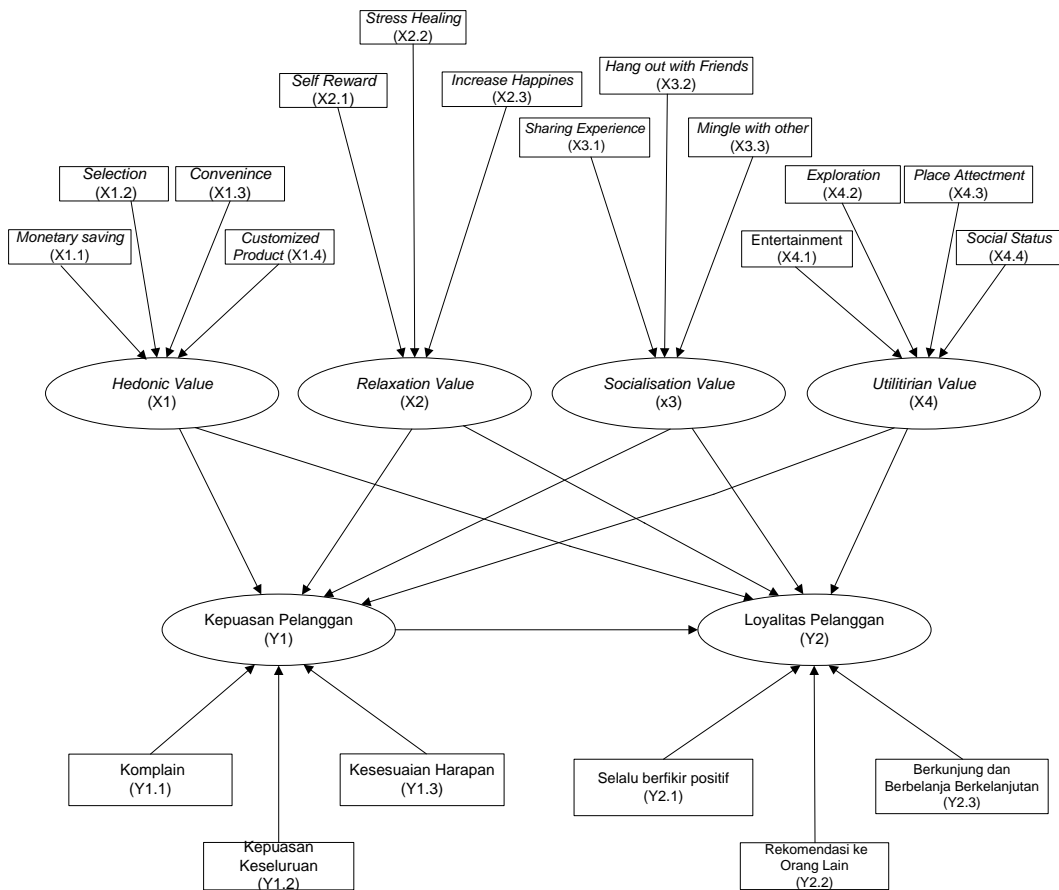 Stress Healing
(X2.2)
Self Reward
(X2.1)
Increase Happines
(X2.3)
Hang out with Friends
(X3.2)
Sharing Experience
(X3.1)
Mingle with other
(X3.3)
Selection
(X1.2)
Convenince
(X1.3)
Monetary saving
(X1.1)
Customized
Product (X1.4)
Exploration
(X4.2)
Place Attectment
(X4.3)
Entertainment
(X4.1)
Social Status
(X4.4)
Hedonic Value
(X1)
Relaxation Value
(X2)
Socialisation Value
(x3)
Utilitirian Value
(X4)
Kepuasan Pelanggan
(Y1)
Loyalitas Pelanggan
(Y2)
Komplain
(Y1.1)
Kesesuaian Harapan
(Y1.3)
Kepuasan
Keseluruan
(Y1.2)
Selalu berfikir positif
(Y2.1)
Berkunjung dan
Berbelanja Berkelanjutan
(Y2.3)
Rekomendasi ke
Orang Lain
(Y2.2)